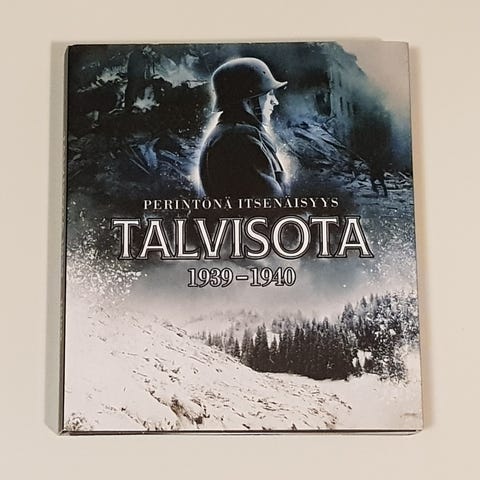 PERINTÖNÄ ITSENÄISYYS
TALVISOTA
1939–1940